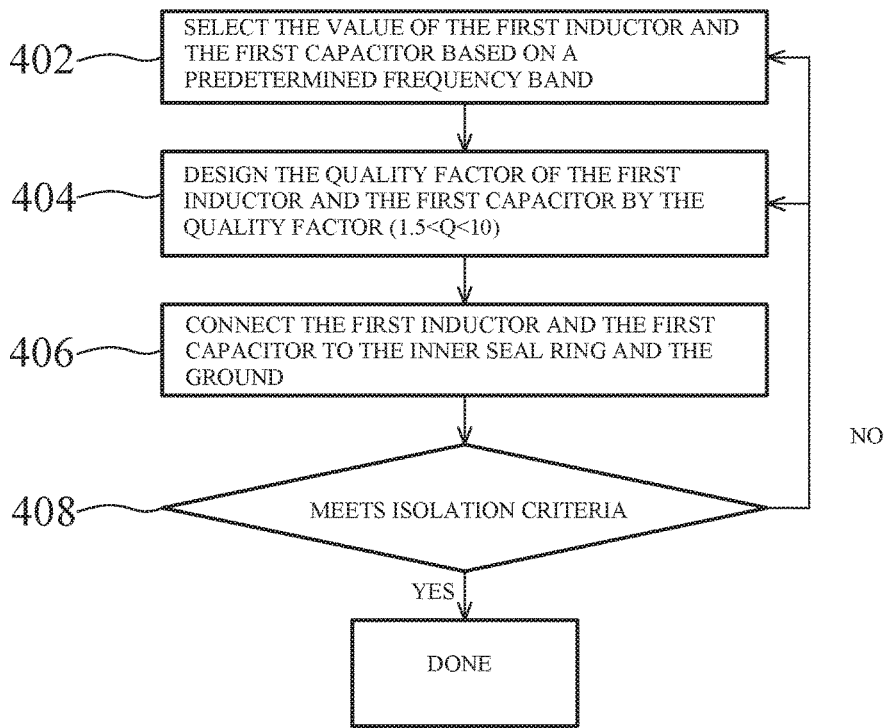 402
SELECT THE VALUE OF THE FIRST INDUCTOR AND
THE FIRST CAPACITOR BASED ON A
PREDETERMINED FREQUENCY BAND
404
DESIGN THE QUALITY FACTOR OF THE FIRST
INDUCTOR AND THE FIRST CAPACITOR BY THE
QUALITY FACTOR (1.5<Q<10)
406
CONNECT THE FIRST INDUCTOR AND THE FIRST
CAPACITOR TO THE INNER SEAL RING AND THE
GROUND
NO
408
MEETS ISOLATION CRITERIA
YES
DONE